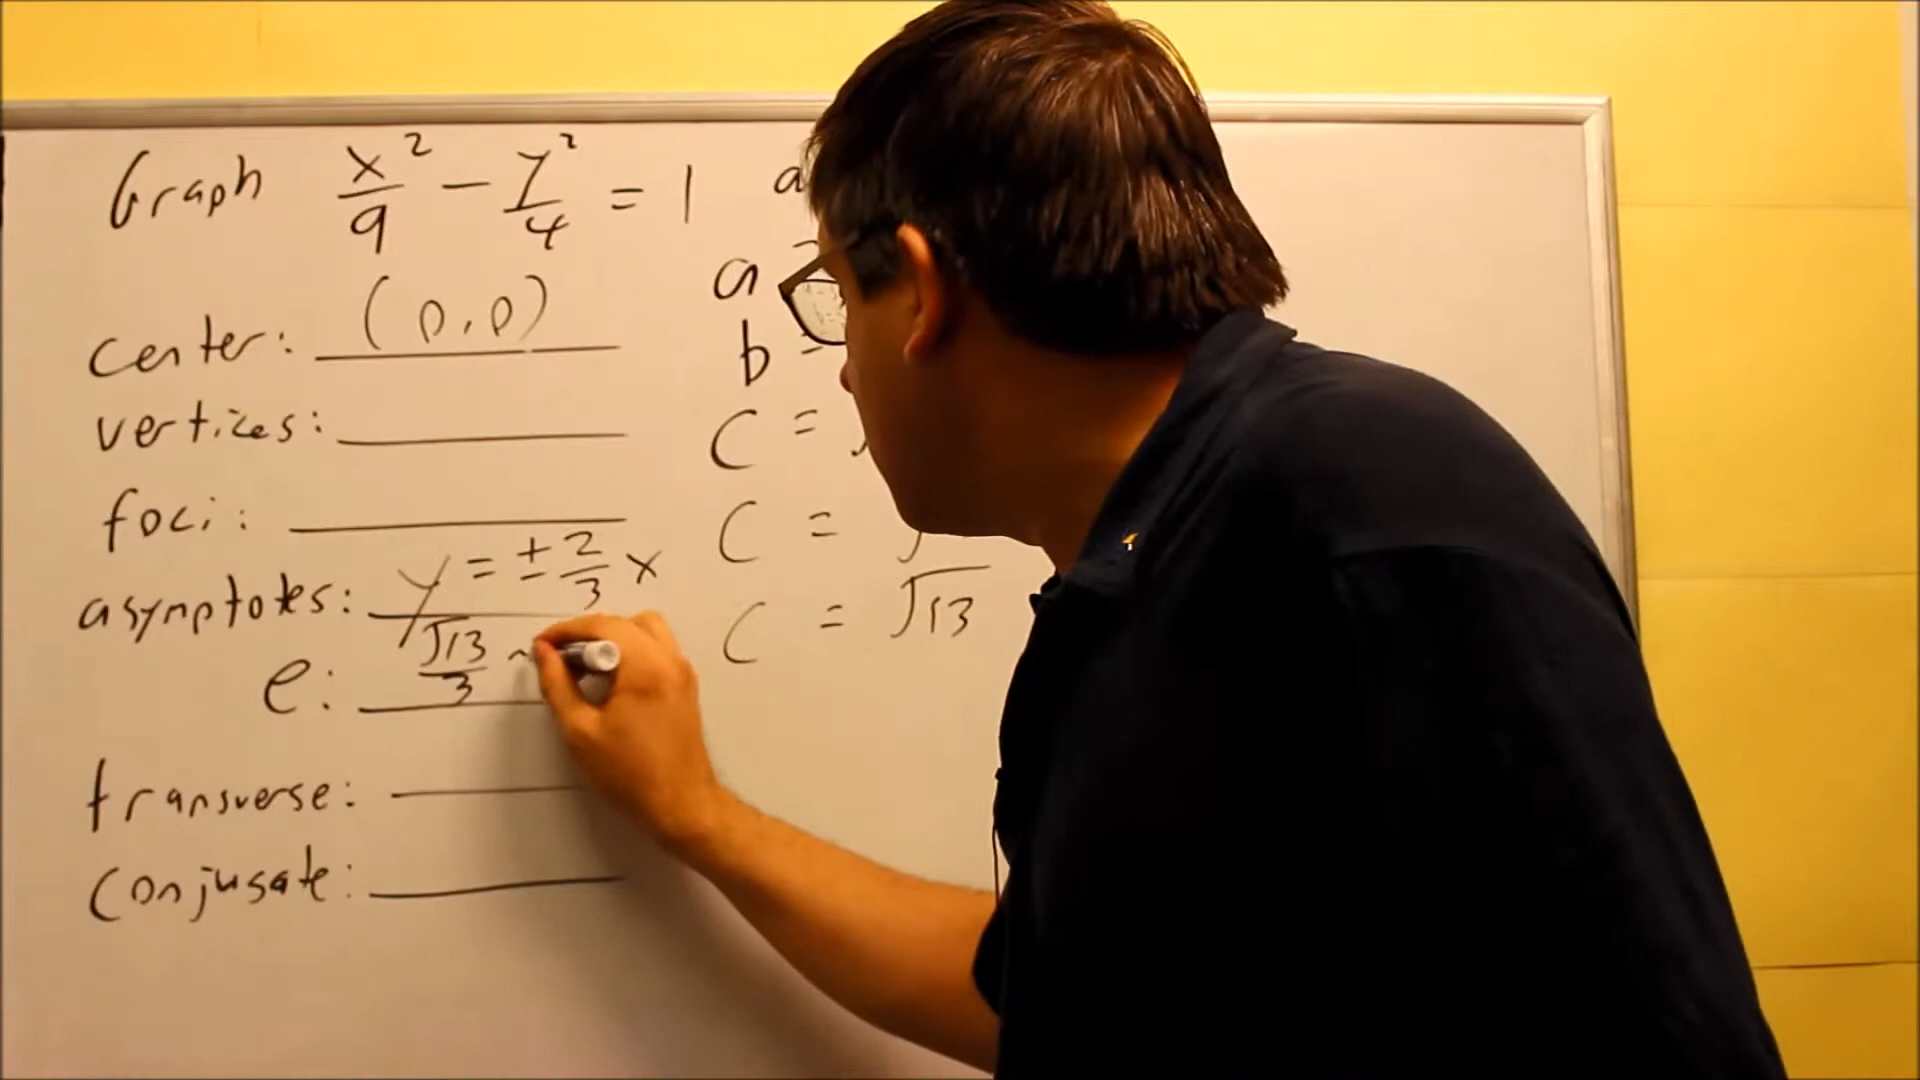 Graph x²/9 - y²/4 = 1
a
a
b =
center: (0,0)
c =
vertices:
c =
foci:
asymptotes: y = ± 2/3 x
c = √13
e: √13/3 ~
transverse:
conjugate: